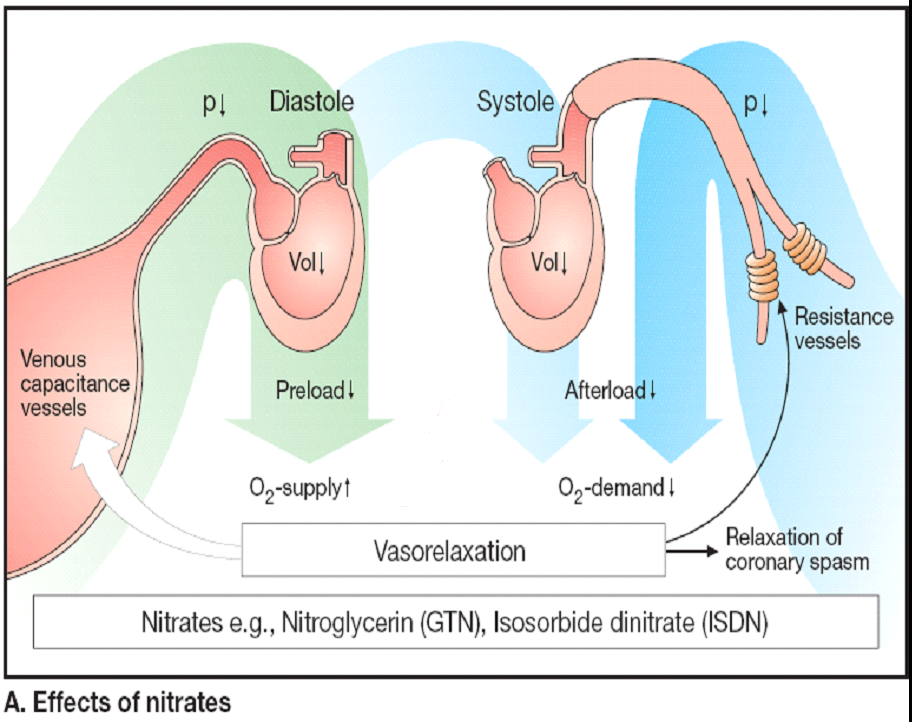 p↓ Diastole
Systole
p↓
Vol↓
Vol↓
Venous
capacitance
vessels
Resistance
vessels
Preload↓
Afterload↓
O₂-supply↑
O₂-demand↓
Vasorelaxation
Relaxation of
coronary spasm
Nitrates e.g., Nitroglycerin (GTN), Isosorbide dinitrate (ISDN)
A. Effects of nitrates